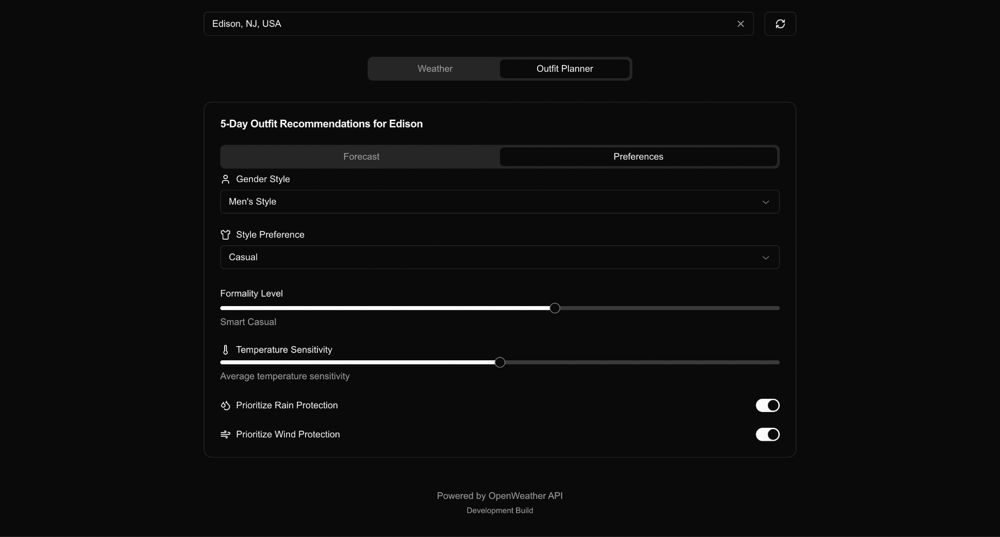 Edison, NJ, USA
Weather
Outfit Planner
5-Day Outfit Recommendations for Edison
Forecast
Preferences
Gender Style
Men's Style
Style Preference
Casual
Formality Level
Smart Casual
Temperature Sensitivity
Average temperature sensitivity
Prioritize Rain Protection
Prioritize Wind Protection
Powered by OpenWeather API
Development Build